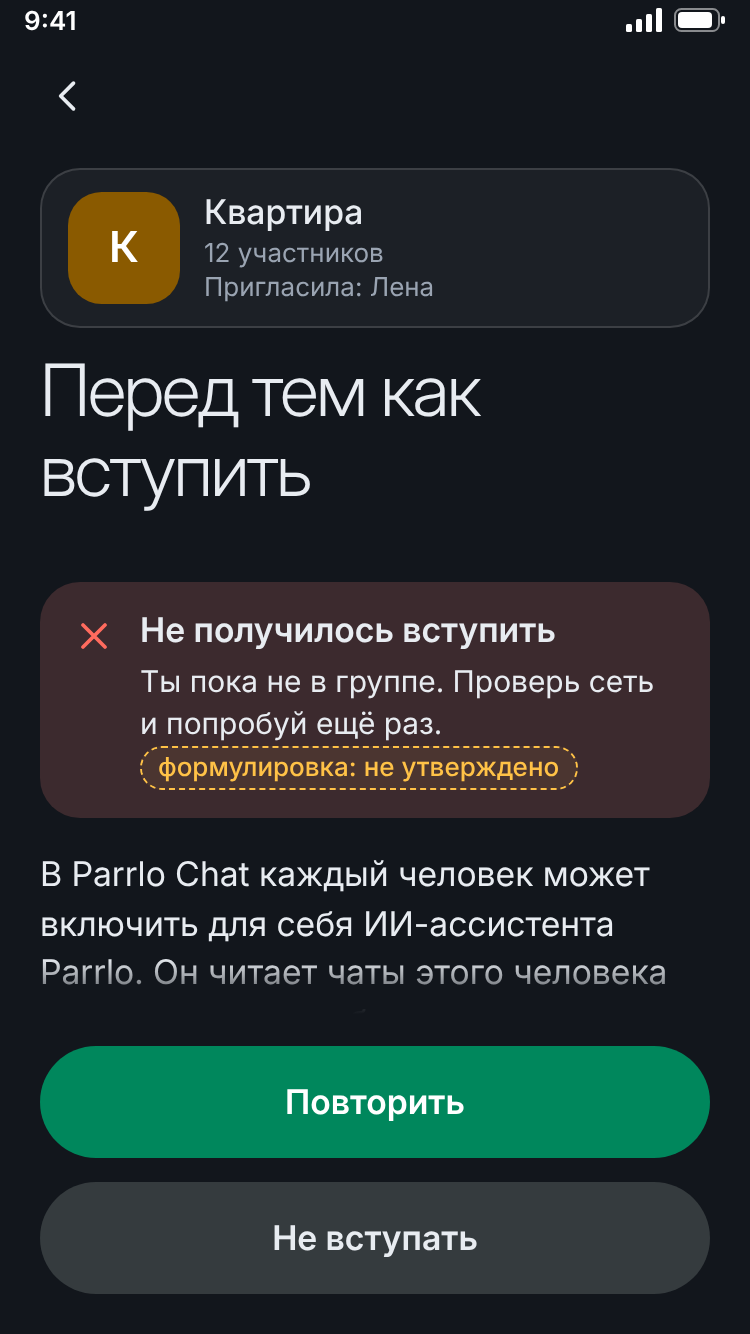 9:41
К
Квартира
12 участников
Пригласила: Лена
Перед тем как
вступить
Не получилось вступить
Ты пока не в группе. Проверь сеть
и попробуй ещё раз.
формулировка: не утверждено
В Parrlo Chat каждый человек может
включить для себя ИИ-ассистента
Parrlo. Он читает чаты этого человека
Повторить
Не вступать